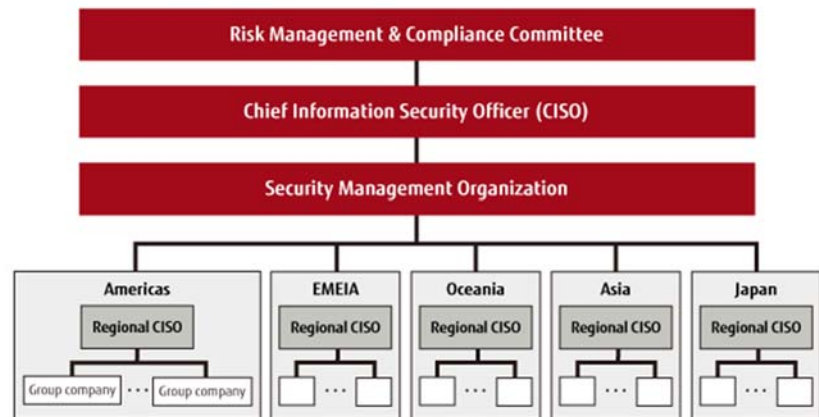 Risk Management & Compliance Committee
Chief Information Security Officer (CISO)
Security Management Organization
Americas
EMEIA
Oceania
Asia
Japan
Regional CISO
Regional CISO
Regional CISO
Regional CISO
Regional CISO
Group company ··· Group company
···
···
···
···